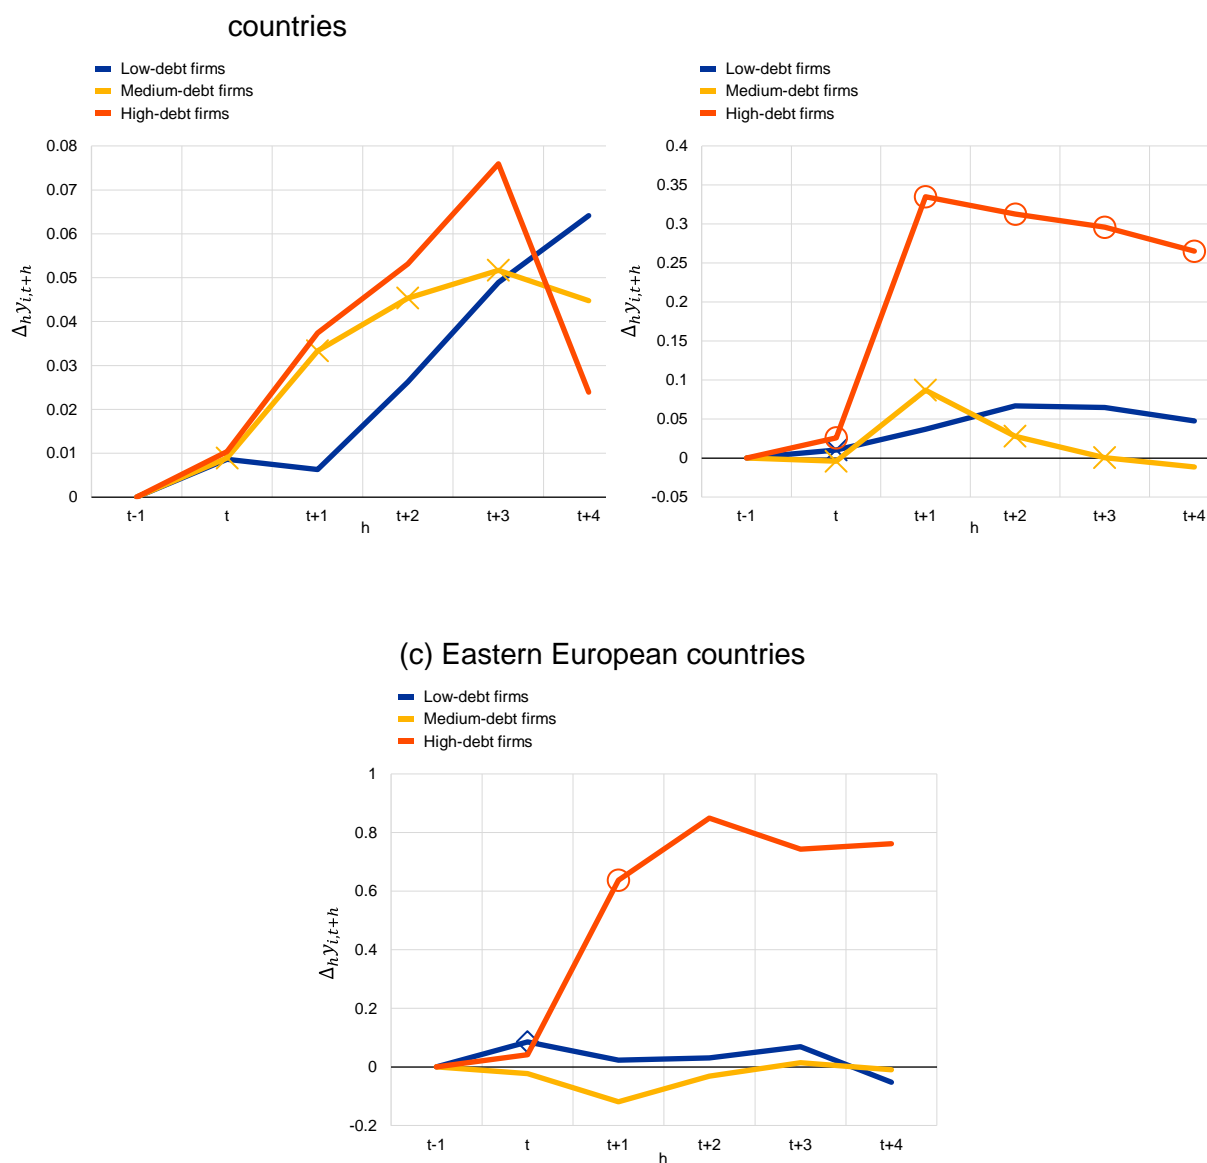 countries
Low-debt firms
Medium-debt firms
High-debt firms
0.08
0.07
0.06
0.05
0.04
0.03
0.02
0.01
0
Δₕyᵢ,ₜ₊ₕ
t-1 t t+1 t+2 t+3 t+4
h
Low-debt firms
Medium-debt firms
High-debt firms
0.4
0.35
0.3
0.25
0.2
0.15
0.1
0.05
0
-0.05
Δₕyᵢ,ₜ₊ₕ
t-1 t t+1 t+2 t+3 t+4
h
(c) Eastern European countries
Low-debt firms
Medium-debt firms
High-debt firms
1
0.8
0.6
0.4
0.2
0
-0.2
Δₕyᵢ,ₜ₊ₕ
t-1 t t+1 t+2 t+3 t+4
h